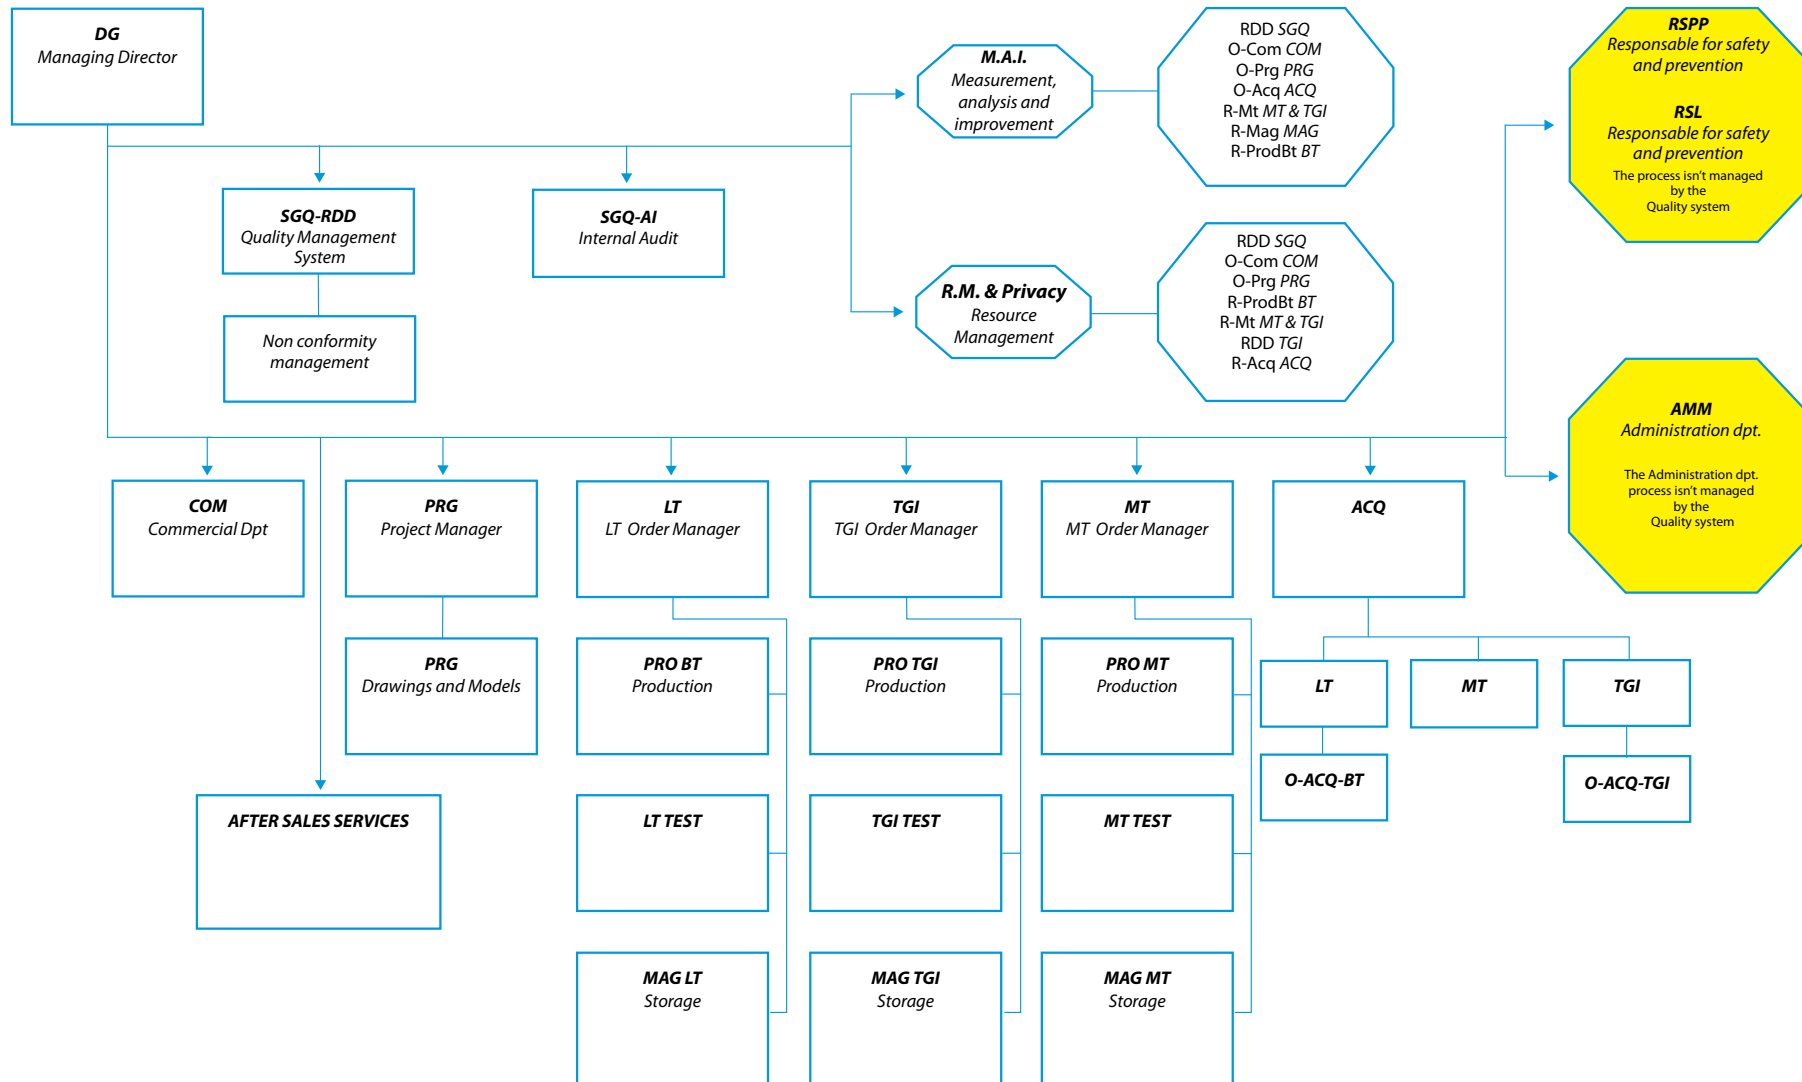 DG
Managing Director
M.A.I.
Measurement,
analysis and
improvement
RDD SGQ
O-Com COM
O-Prg PRG
O-Acq ACQ
R-Mt MT & TGI
R-Mag MAG
R-ProdBt BT
RSPP
Responsable for safety
and prevention
RSL
Responsable for safety
and prevention
The process isn't managed
by the
Quality system
SGQ-RDD
Quality Management
System
SGQ-AI
Internal Audit
Non conformity
management
R.M. & Privacy
Resource
Management
RDD SGQ
O-Com COM
O-Prg PRG
R-ProdBt BT
R-Mt MT & TGI
RDD TGI
R-Acq ACQ
AMM
Administration dpt.
The Administration dpt.
process isn't managed
by the
Quality system
COM
Commercial Dpt
PRG
Project Manager
LT
LT Order Manager
TGI
TGI Order Manager
MT
MT Order Manager
ACQ
PRG
Drawings and Models
PRO BT
Production
PRO TGI
Production
PRO MT
Production
LT
MT
TGI
O-ACQ-BT
O-ACQ-TGI
AFTER SALES SERVICES
LT TEST
TGI TEST
MT TEST
MAG LT
Storage
MAG TGI
Storage
MAG MT
Storage